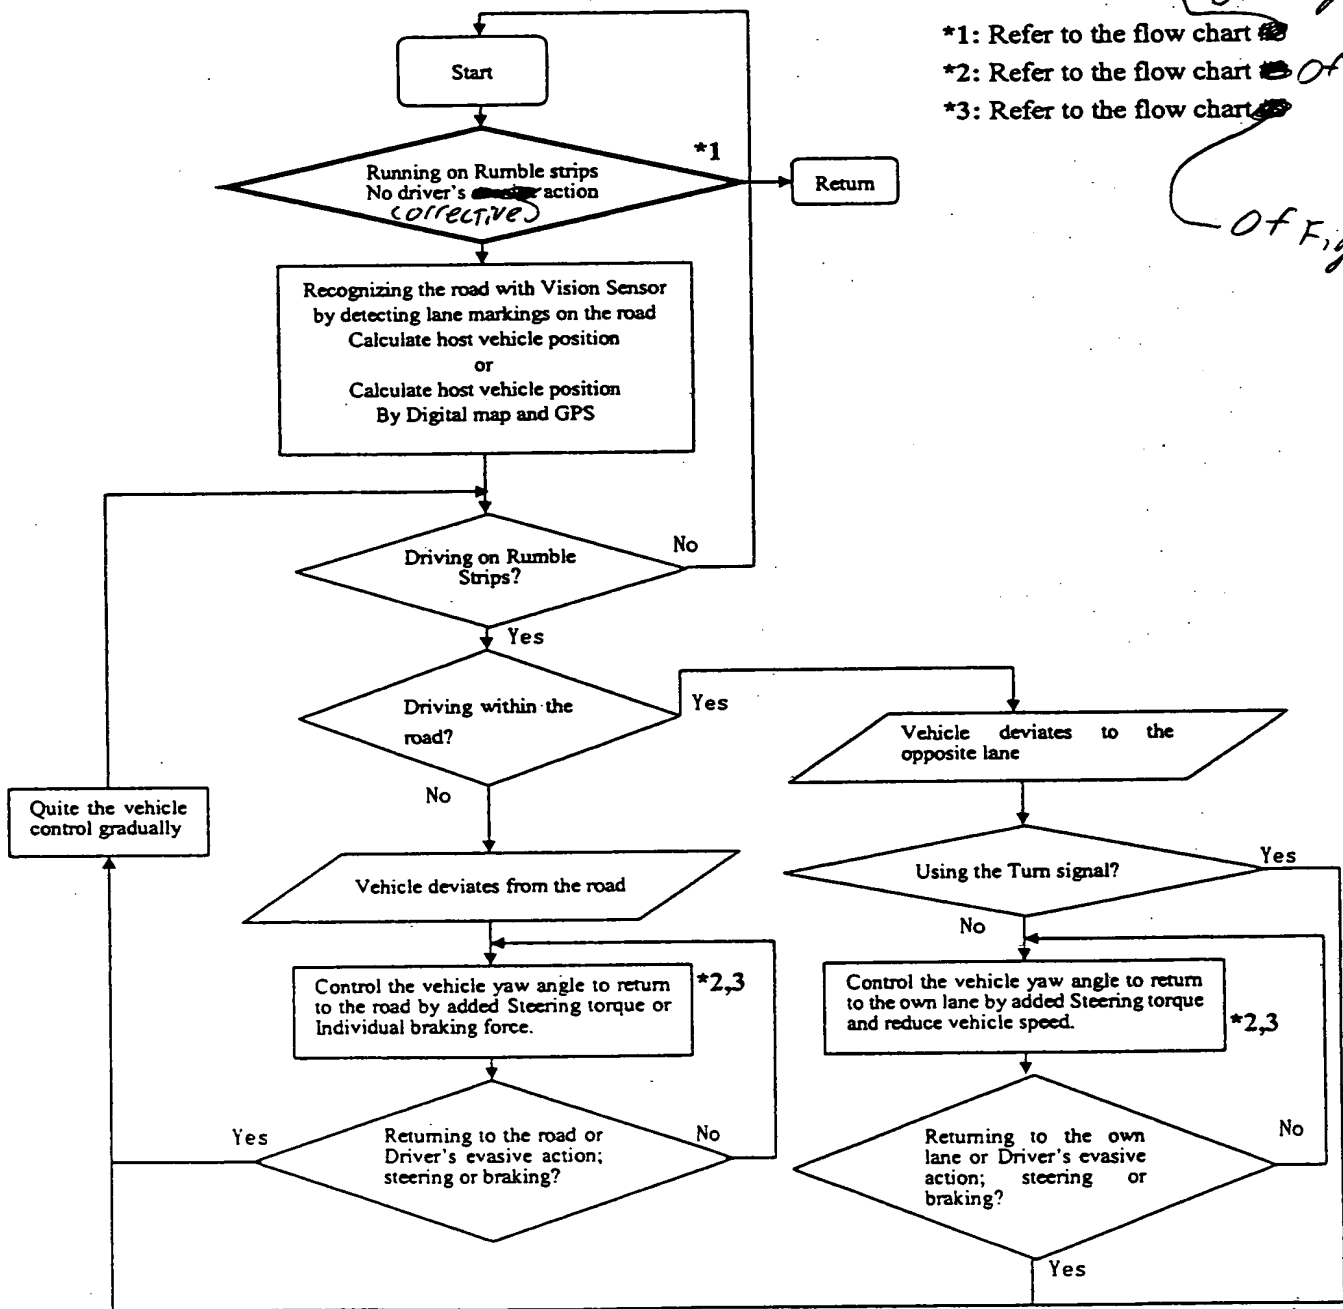 *1: Refer to the flow chart
*2: Refer to the flow chart Of
*3: Refer to the flow chart
Of Fig
Start
*1
Running on Rumble strips
No driver's action
corrective
Return
Recognizing the road with Vision Sensor
by detecting lane markings on the road
Calculate host vehicle position
or
Calculate host vehicle position
By Digital map and GPS
Driving on Rumble
Strips?
No
Yes
Driving within the
road?
Yes
No
Vehicle deviates to the
opposite lane
Quite the vehicle
control gradually
Vehicle deviates from the road
Using the Turn signal?
Yes
No
Control the vehicle yaw angle to return
to the road by added Steering torque or
Individual braking force.
*2,3
Control the vehicle yaw angle to return
to the own lane by added Steering torque
and reduce vehicle speed.
*2,3
Yes
Returning to the road or
Driver's evasive action;
steering or braking?
No
Returning to the own
lane or Driver's evasive
action; steering or
braking?
No
Yes